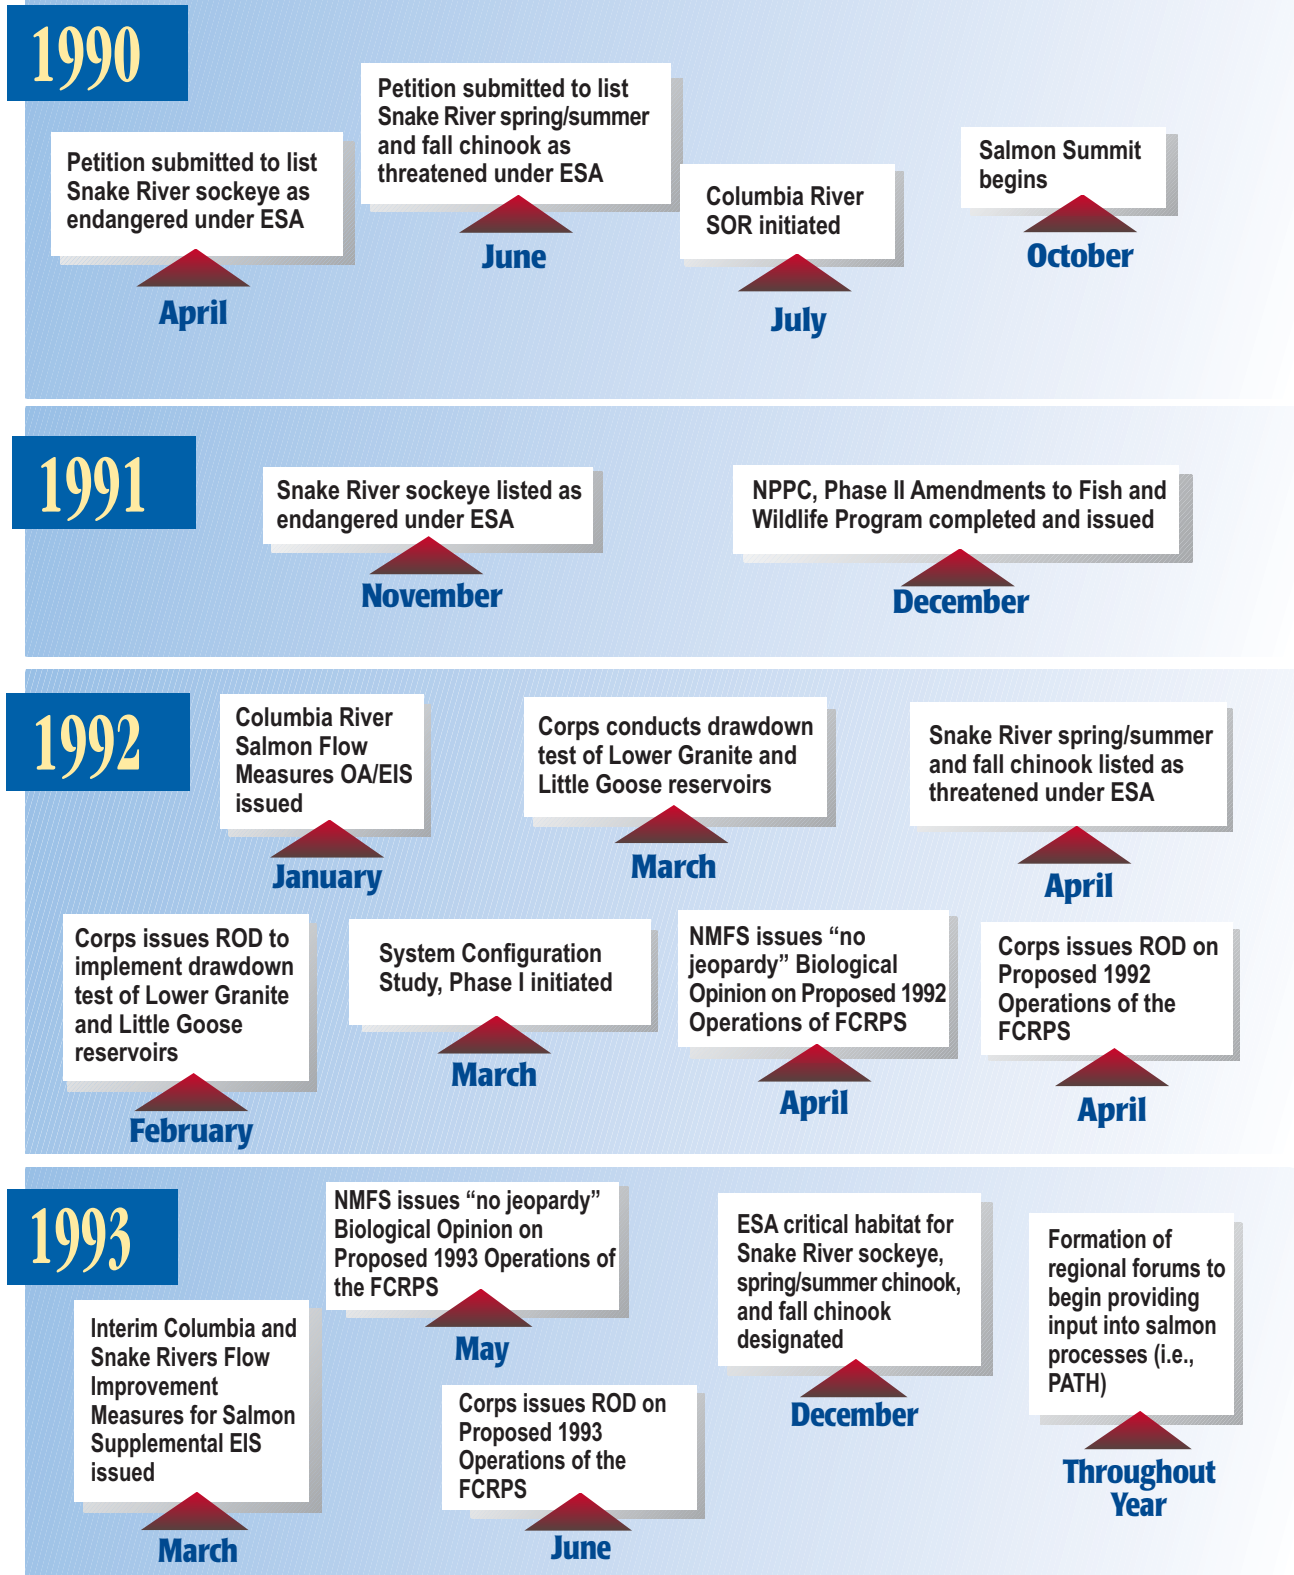 1990
Petition submitted to list
Snake River sockeye as
endangered under ESA
April
Petition submitted to list
Snake River spring/summer
and fall chinook as
threatened under ESA
June
Columbia River
SOR initiated
July
Salmon Summit
begins
October
1991
Snake River sockeye listed as
endangered under ESA
November
NPPC, Phase II Amendments to Fish and
Wildlife Program completed and issued
December
1992
Columbia River
Salmon Flow
Measures OA/EIS
issued
January
Corps conducts drawdown
test of Lower Granite and
Little Goose reservoirs
March
Snake River spring/summer
and fall chinook listed as
threatened under ESA
April
Corps issues ROD to
implement drawdown
test of Lower Granite
and Little Goose
reservoirs
February
System Configuration
Study, Phase I initiated
March
NMFS issues “no
jeopardy” Biological
Opinion on Proposed 1992
Operations of FCRPS
April
Corps issues ROD on
Proposed 1992
Operations of the
FCRPS
April
1993
Interim Columbia and
Snake Rivers Flow
Improvement
Measures for Salmon
Supplemental EIS
issued
March
NMFS issues “no jeopardy”
Biological Opinion on
Proposed 1993 Operations of
the FCRPS
May
Corps issues ROD on
Proposed 1993
Operations of the
FCRPS
June
ESA critical habitat for
Snake River sockeye,
spring/summer chinook,
and fall chinook
designated
December
Formation of
regional forums to
begin providing
input into salmon
processes (i.e.,
PATH)
Throughout
Year